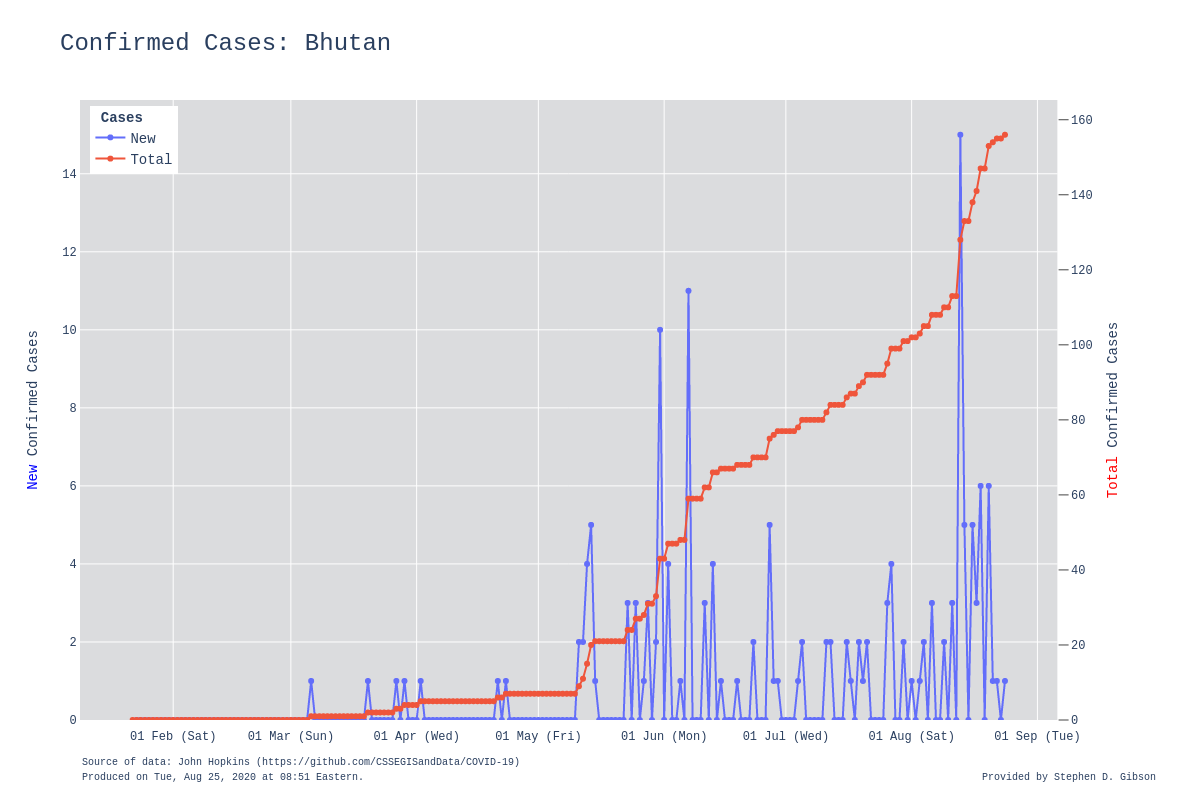 Confirmed Cases: Bhutan
Cases
New
Total
14
12
10
8
6
4
2
0
New Confirmed Cases
160
140
120
100
80
60
40
20
0
Total Confirmed Cases
01 Feb (Sat) 01 Mar (Sun) 01 Apr (Wed) 01 May (Fri) 01 Jun (Mon) 01 Jul (Wed) 01 Aug (Sat) 01 Sep (Tue)
Source of data: John Hopkins (https://github.com/CSSEGISandData/COVID-19)
Produced on Tue, Aug 25, 2020 at 08:51 Eastern.
Provided by Stephen D. Gibson